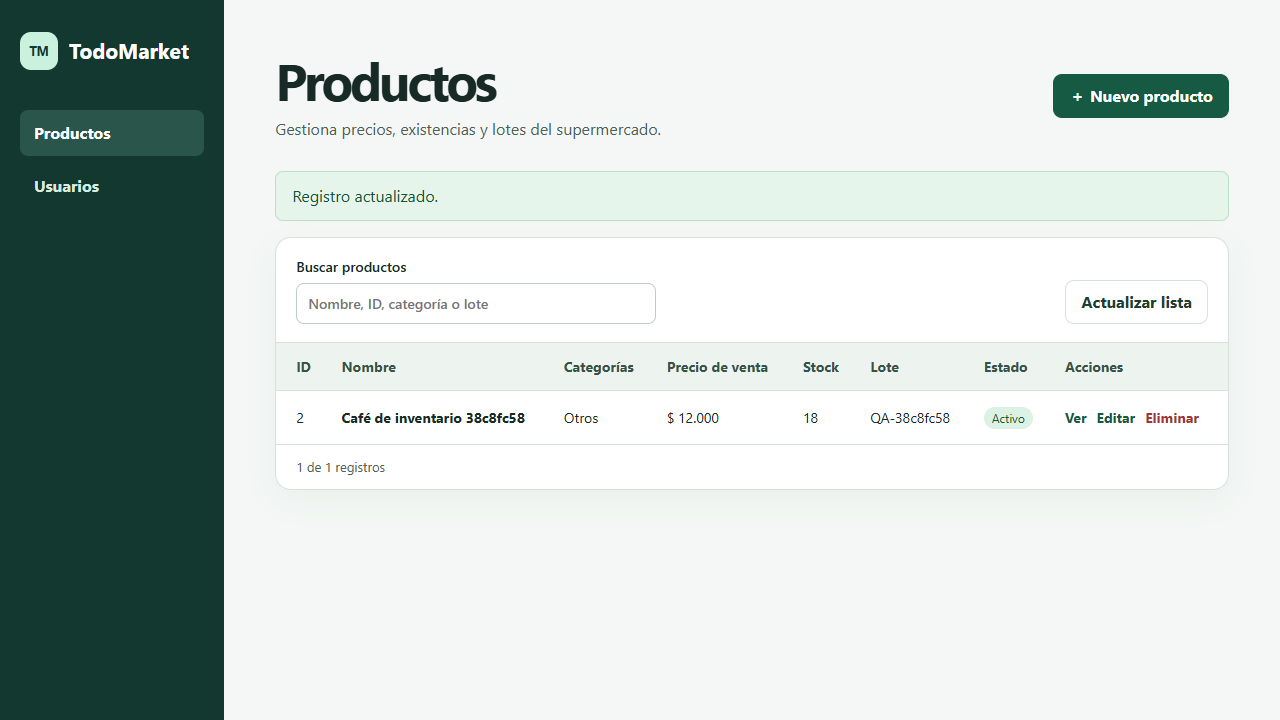 TM TodoMarket
Productos
Usuarios
Productos
Gestiona precios, existencias y lotes del supermercado.
+ Nuevo producto
Registro actualizado.
Buscar productos
Nombre, ID, categoría o lote
Actualizar lista
ID Nombre Categorías Precio de venta Stock Lote Estado Acciones
2 Café de inventario 38c8fc58 Otros $ 12.000 18 QA-38c8fc58 Activo Ver Editar Eliminar
1 de 1 registros